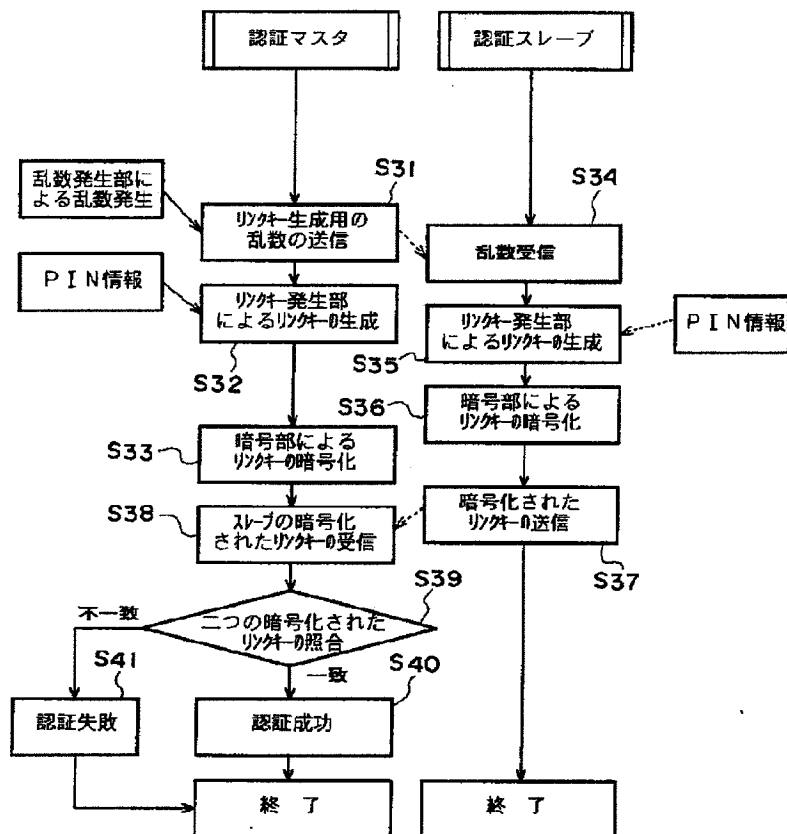 認証マスタ
認証スレーブ
S31
S34
乱数発生部に
よる乱数発生
リンクキー生成用の
乱数の送信
乱数受信
PIN情報
リンクキー発生部
によるリンクキーの生成
リンクキー発生部
によるリンクキーの生成
PIN情報
S32
S35
S36
暗号部による
リンクキーの暗号化
S33
暗号部による
リンクキーの暗号化
S38
スレーブの暗号化
されたリンクキーの受信
暗号化された
リンクキーの送信
S37
S39
不一致
二つの暗号化された
リンクキーの照合
S41
一致
S40
認証失敗
認証成功
終 了
終 了